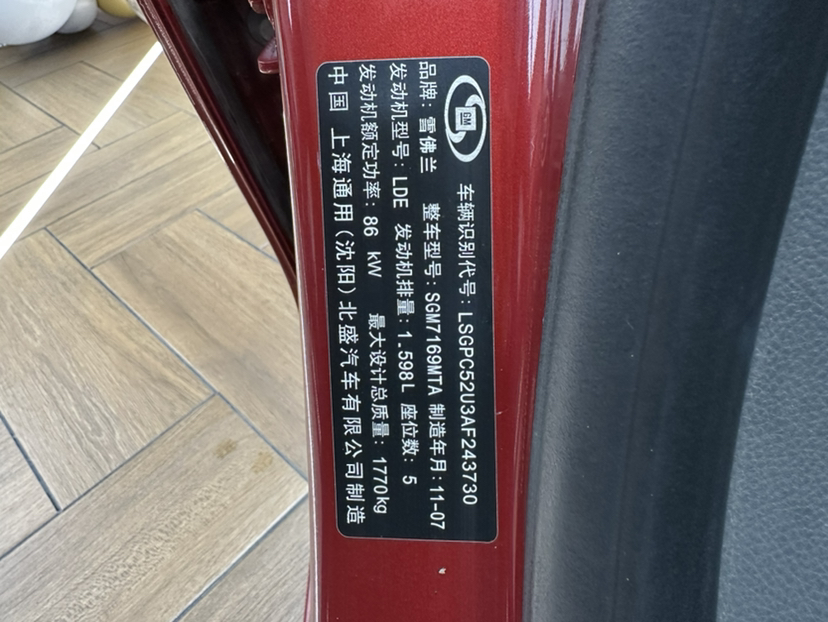 GM
车辆识别代号: LSGPC52U3AF243730
品牌: 雪佛兰 整车型号: SGM7169MTA 制造年月: 11-07
发动机型号: LDE 发动机排量: 1.598L 座位数: 5
发动机额定功率: 86 kW 最大设计总质量: 1770kg
中国 上海通用(沈阳)北盛汽车有限公司制造